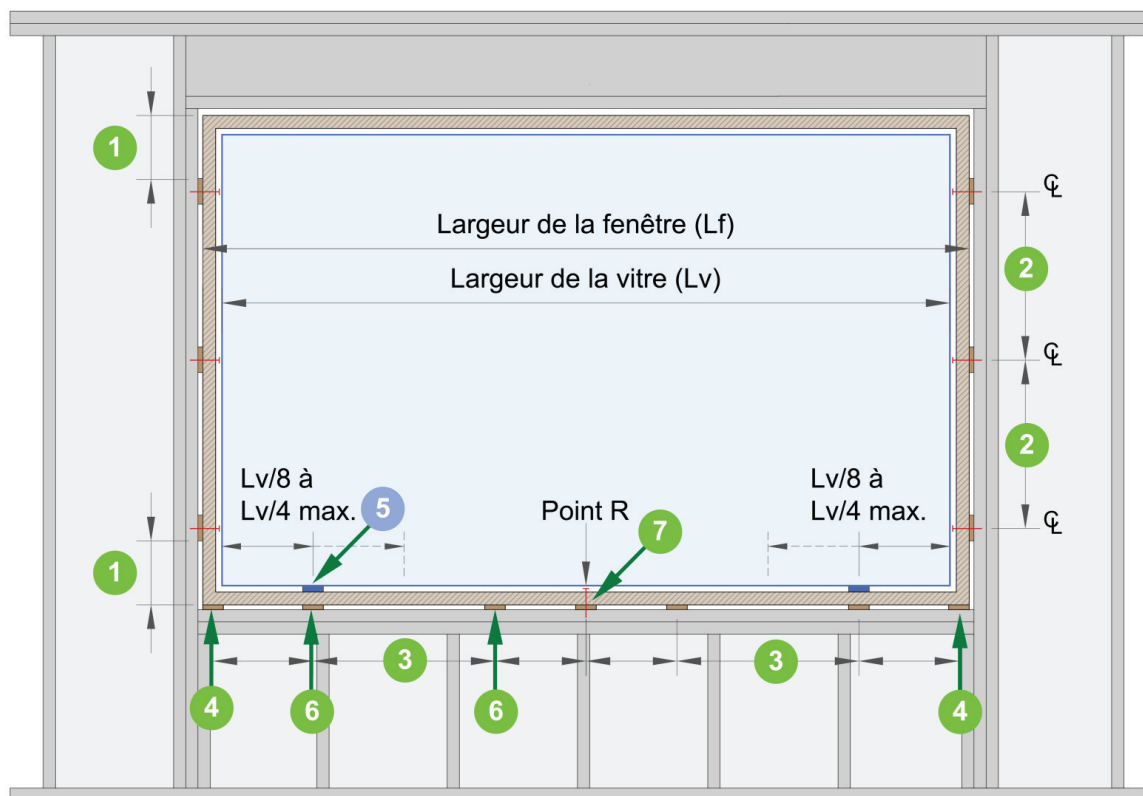 1
℄
Largeur de la fenêtre (Lf)
2
Largeur de la vitre (Lv)
℄
2
Lv/8 à
Lv/4 max.
5
Point R
7
Lv/8 à
Lv/4 max.
℄
1
3
3
4
6
6
4